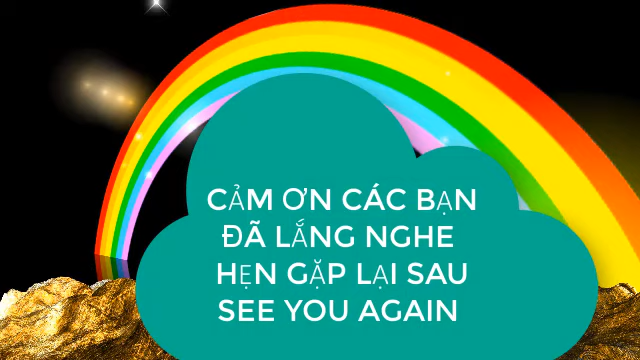 CẢM ƠN CÁC BẠN
ĐÃ LẮNG NGHE
HẸN GẶP LẠI SAU
SEE YOU AGAIN